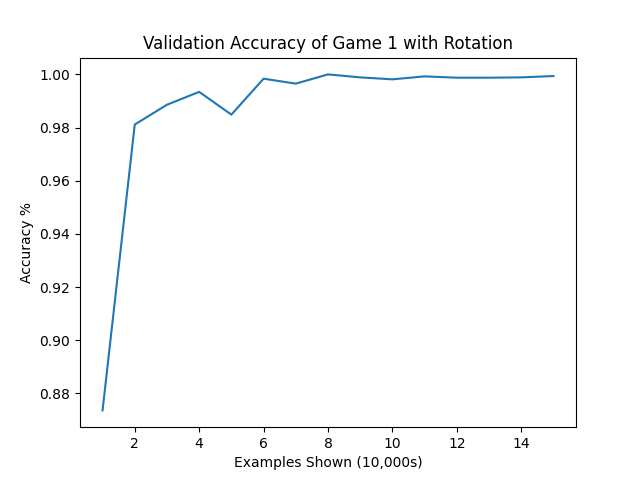 Validation Accuracy of Game 1 with Rotation
1.00
0.98
0.96
0.94
0.92
0.90
0.88
Accuracy %
2 4 6 8 10 12 14
Examples Shown (10,000s)